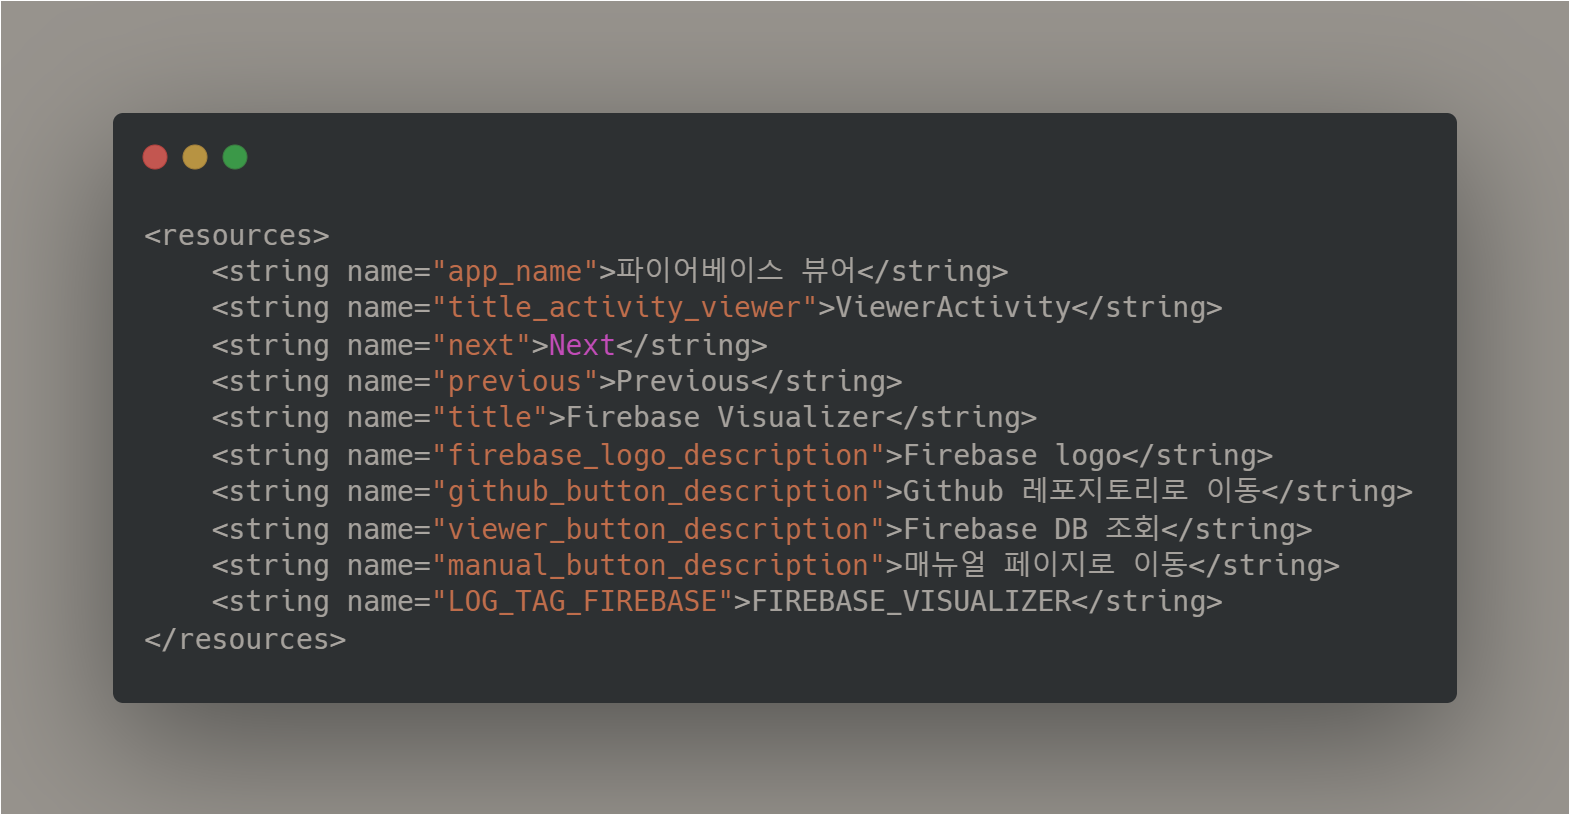 <resources>
    <string name="app_name">파이어베이스 뷰어</string>
    <string name="title_activity_viewer">ViewerActivity</string>
    <string name="next">Next</string>
    <string name="previous">Previous</string>
    <string name="title">Firebase Visualizer</string>
    <string name="firebase_logo_description">Firebase logo</string>
    <string name="github_button_description">Github 레포지토리로 이동</string>
    <string name="viewer_button_description">Firebase DB 조회</string>
    <string name="manual_button_description">매뉴얼 페이지로 이동</string>
    <string name="LOG_TAG_FIREBASE">FIREBASE_VISUALIZER</string>
</resources>